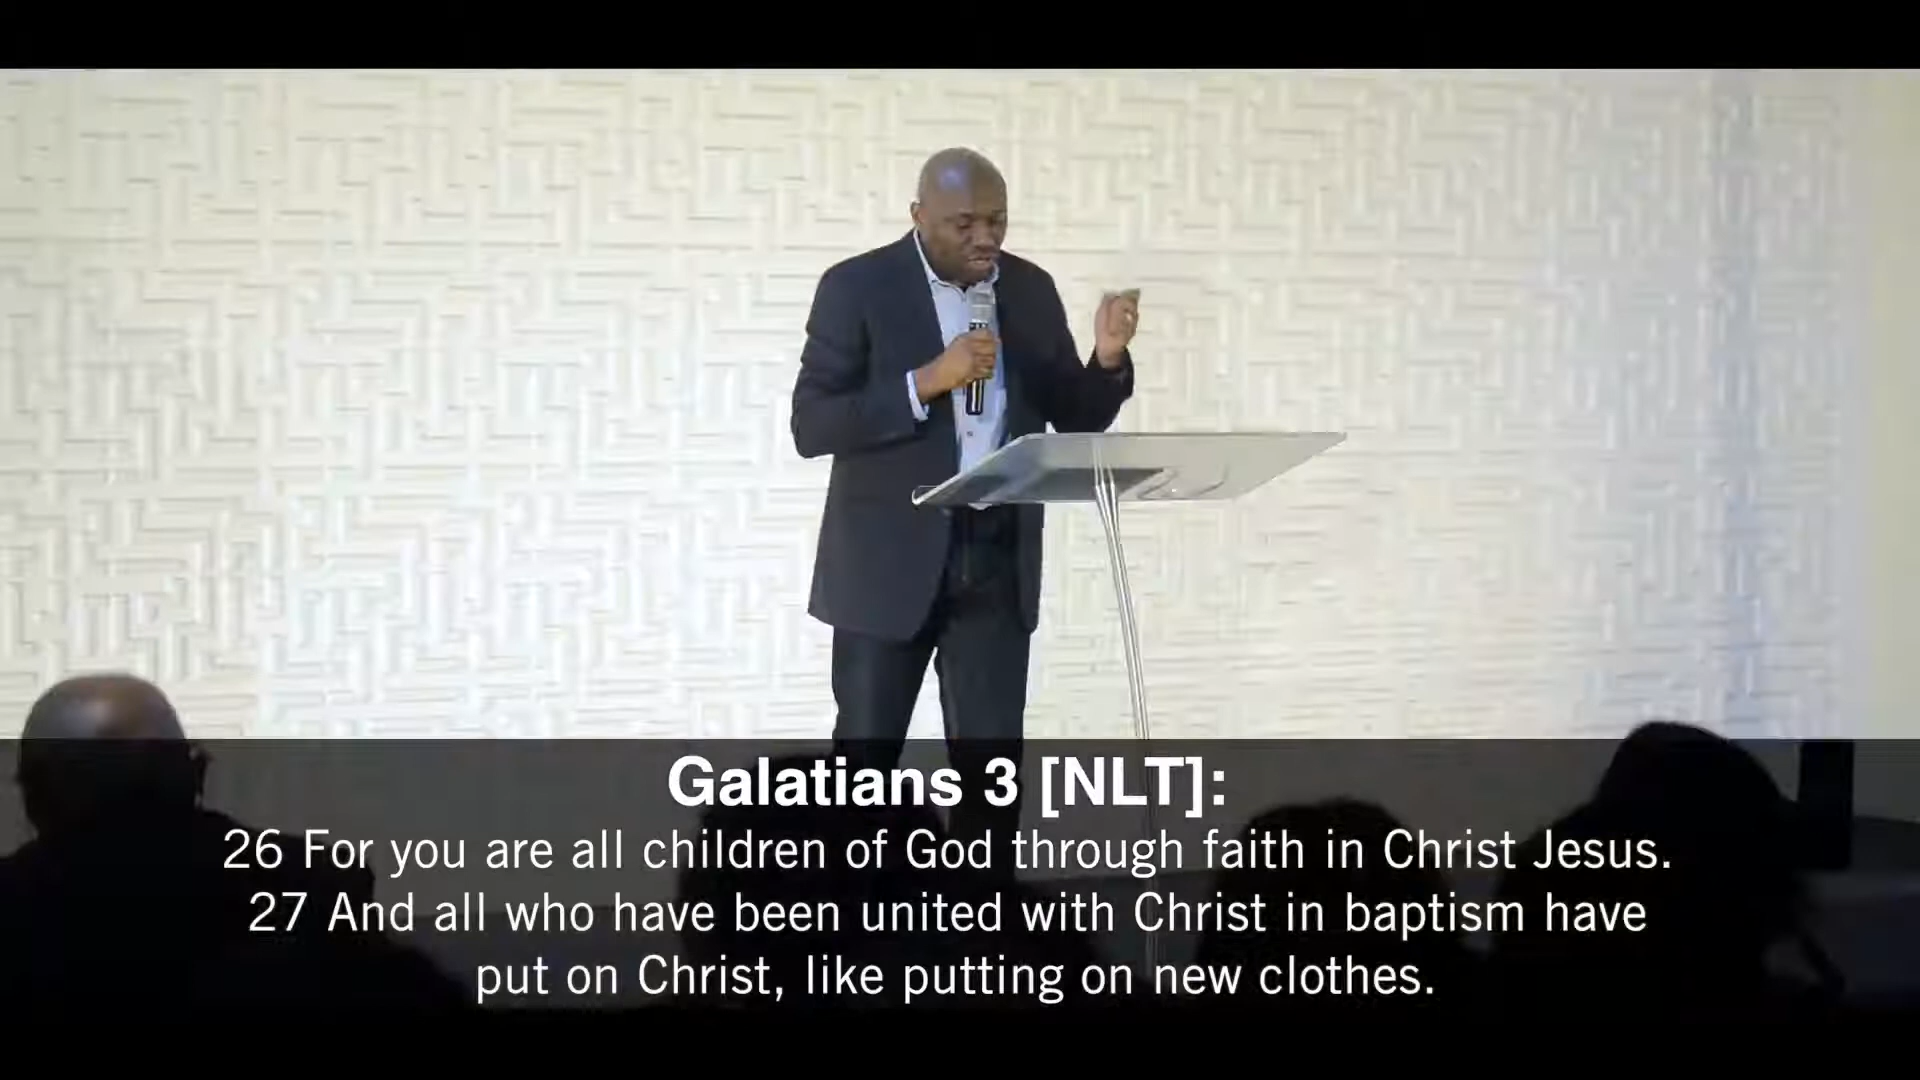 Galatians 3 [NLT]:
26 For you are all children of God through faith in Christ Jesus.
27 And all who have been united with Christ in baptism have
put on Christ, like putting on new clothes.